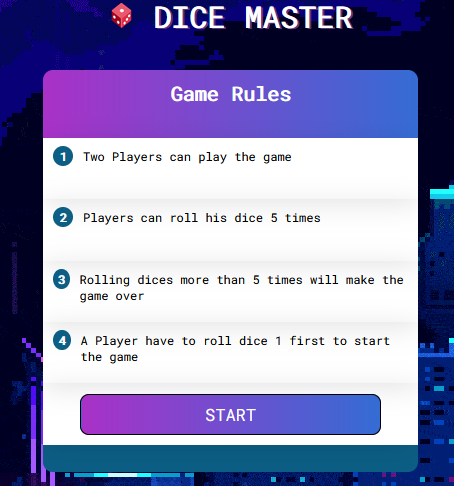 DICE MASTER
Game Rules
1 Two Players can play the game
2 Players can roll his dice 5 times
3 Rolling dices more than 5 times will make the
game over
4 A Player have to roll dice 1 first to start
the game
START